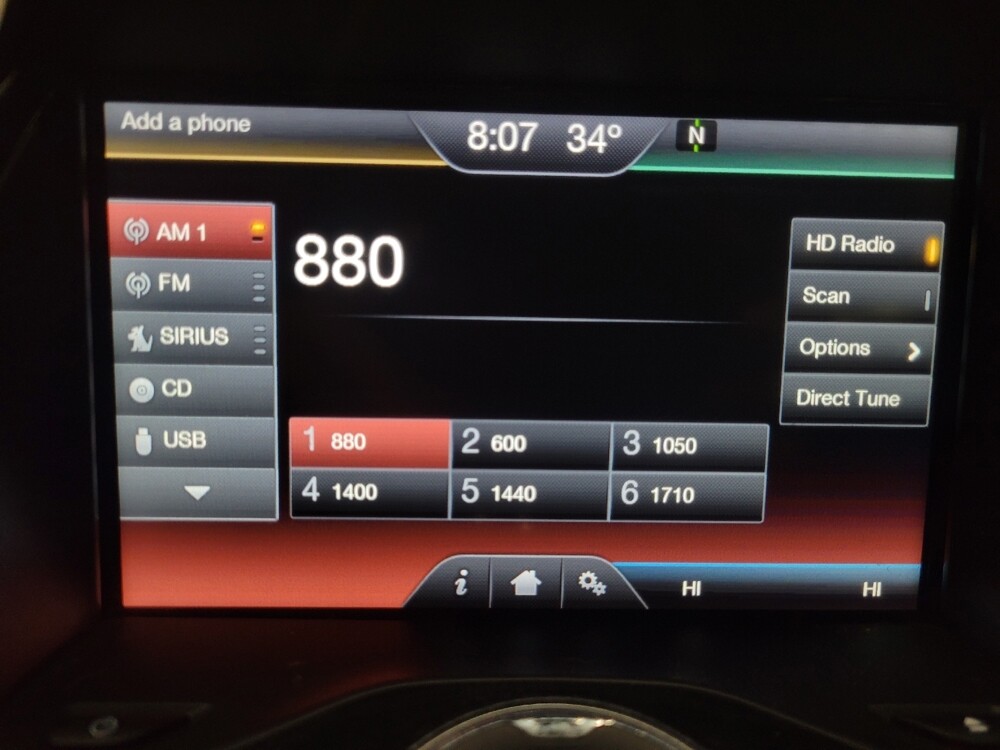 Add a phone
8:07 34° N
AM 1
FM
SIRIUS
CD
USB
880
HD Radio
Scan
Options
Direct Tune
1 880 2 600 3 1050
4 1400 5 1440 6 1710
i
HI HI